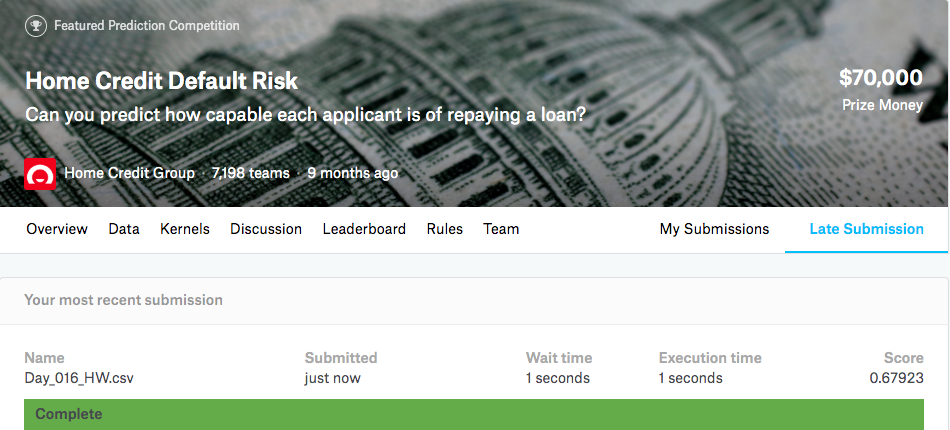 Featured Prediction Competition
Home Credit Default Risk
$70,000
Can you predict how capable each applicant is of repaying a loan?
Prize Money
Home Credit Group · 7,198 teams · 9 months ago
Overview Data Kernels Discussion Leaderboard Rules Team My Submissions Late Submission
Your most recent submission
Name Submitted Wait time Execution time Score
Day_016_HW.csv just now 1 seconds 1 seconds 0.67923
Complete